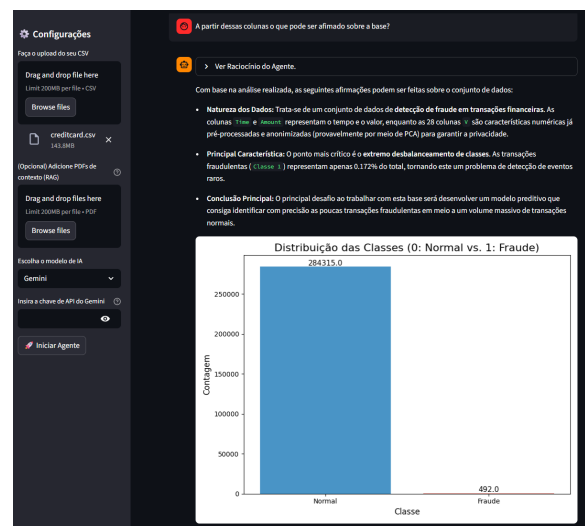 Configurações
Faça o upload do seu CSV
Drag and drop file here
Limit 200MB per file • CSV
Browse files
creditcard.csv
143.8MB
(Opcional) Adicione PDFs de
contexto (RAG)
Drag and drop files here
Limit 200MB per file • PDF
Browse files
Escolha o modelo de IA
Gemini
Insira a chave de API do Gemini
Iniciar Agente
A partir dessas colunas o que pode ser afimado sobre a base?
Ver Raciocínio do Agente.
Com base na análise realizada, as seguintes afirmações podem ser feitas sobre o conjunto de dados:
• Natureza dos Dados: Trata-se de um conjunto de dados de detecção de fraude em transações financeiras. As
colunas Time e Amount representam o tempo e o valor, enquanto as 28 colunas V são características numéricas já
pré-processadas e anonimizadas (provavelmente por meio de PCA) para garantir a privacidade.
• Principal Característica: O ponto mais crítico é o extremo desbalanceamento de classes. As transações
fraudulentas ( Classe 1 ) representam apenas 0.172% do total, tornando este um problema de detecção de eventos
raros.
• Conclusão Principal: O principal desafio ao trabalhar com esta base será desenvolver um modelo preditivo que
consiga identificar com precisão as poucas transações fraudulentas em meio a um volume massivo de transações
normais.
Distribuição das Classes (0: Normal vs. 1: Fraude)
284315.0
250000
200000
150000
100000
50000
0
Contagem
492.0
Normal
Fraude
Classe